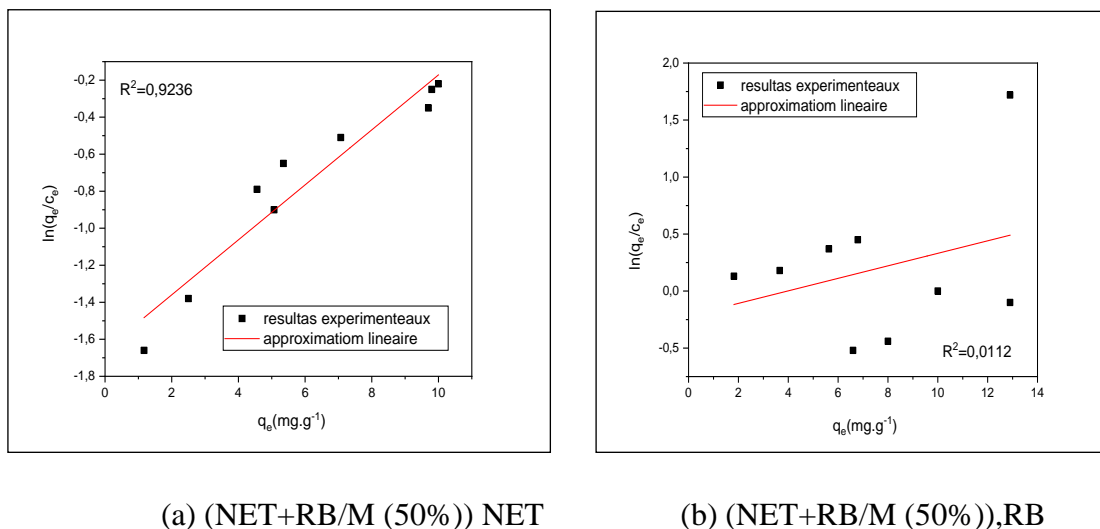 R²=0,9236
-0,2
-0,4
-0,6
-0,8
-1,0
-1,2
-1,4
-1,6
-1,8
ln(qₑ/cₑ)
resultas experimenteaux
approximatiom lineaire
0 2 4 6 8 10
qₑ(mg.g⁻¹)
2,0
1,5
1,0
0,5
0,0
-0,5
ln(qₑ/cₑ)
resultas experimenteaux
approximatiom lineaire
R²=0,0112
0 2 4 6 8 10 12 14
qₑ(mg.g⁻¹)
(a) (NET+RB/M (50%)) NET
(b) (NET+RB/M (50%)),RB